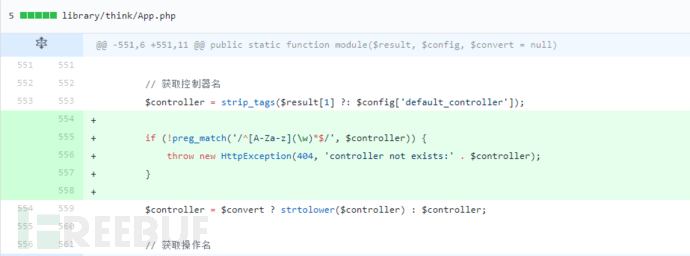 5 library/think/App.php
@@ -551,6 +551,11 @@ public static function module($result, $config, $convert = null)
551 551
552 552 // 获取控制器名
553 553 $controller = strip_tags($result[1] ?: $config['default_controller']);
554 +
555 + if (!preg_match('/^[A-Za-z](\w)*$/', $controller)) {
556 + throw new HttpException(404, 'controller not exists:' . $controller);
557 + }
558 +
554 559 $controller = $convert ? strtolower($controller) : $controller;
555 560
556 561 // 获取操作名
FREEBUF